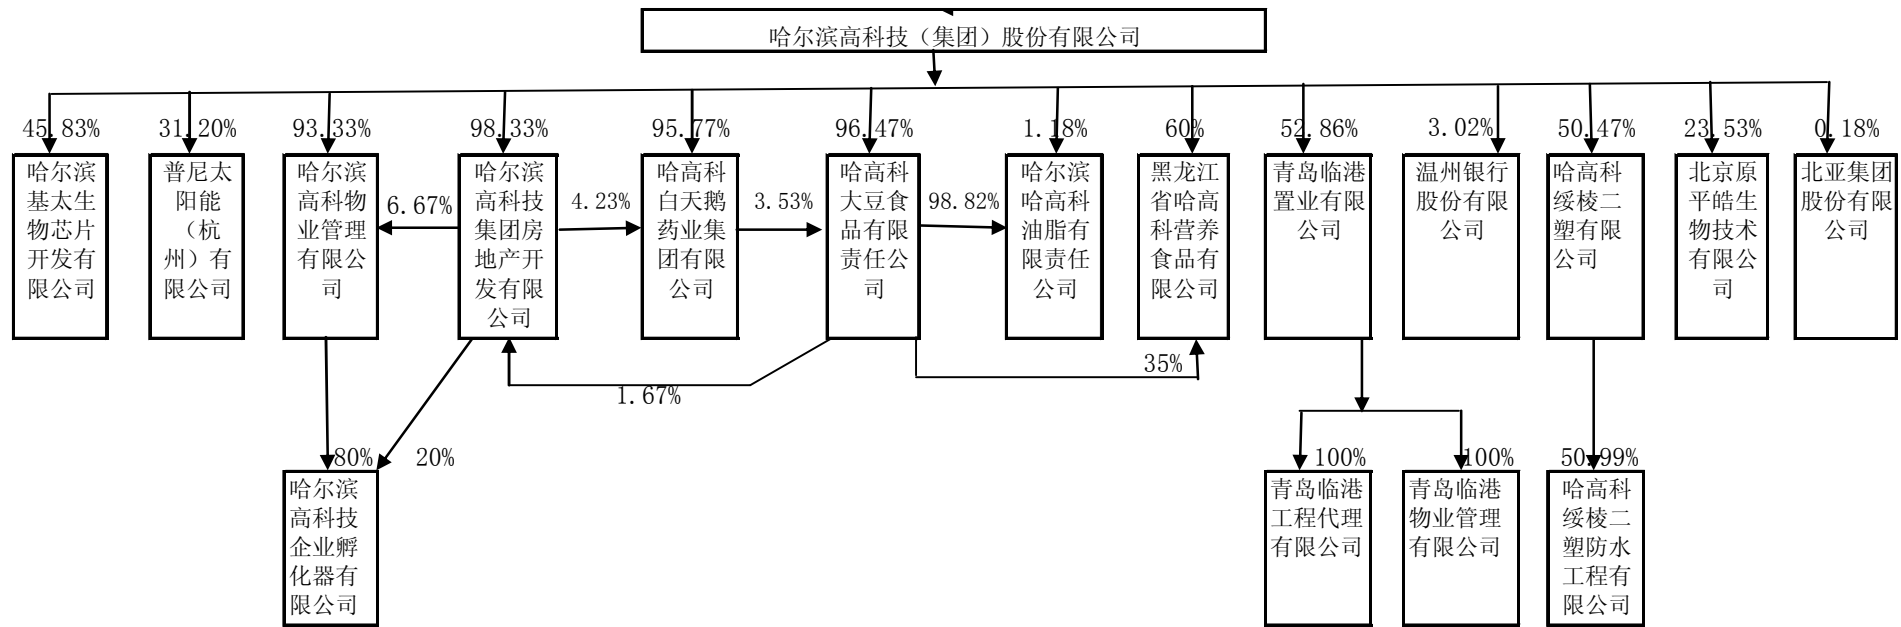 哈尔滨高科技（集团）股份有限公司
45.83%
31.20%
93.33%
98.33%
95.77%
96.47%
1.18%
60%
52.86%
3.02%
50.47%
23.53%
0.18%
哈尔滨
基太生
物芯片
开发有
限公司
普尼太
阳能
（杭
州）有
限公司
哈尔滨
高科物
业管理
有限公
司
6.67%
哈尔滨
高科技
集团房
地产开
发有限
公司
4.23%
哈高科
白天鹅
药业集
团有限
公司
3.53%
哈高科
大豆食
品有限
责任公
司
98.82%
哈尔滨
哈高科
油脂有
限责任
公司
黑龙江
省哈高
科营养
食品有
限公司
青岛临港
置业有限
公司
温州银行
股份有限
公司
哈高科
绥棱二
塑有限
公司
北京原
平皓生
物技术
有限公
司
北亚集团
股份有限
公司
35%
1.67%
80%
20%
100%
100%
50.99%
哈尔滨
高科技
企业孵
化器有
限公司
青岛临港
工程代理
有限公司
青岛临港
物业管理
有限公司
哈高科
绥棱二
塑防水
工程有
限公司